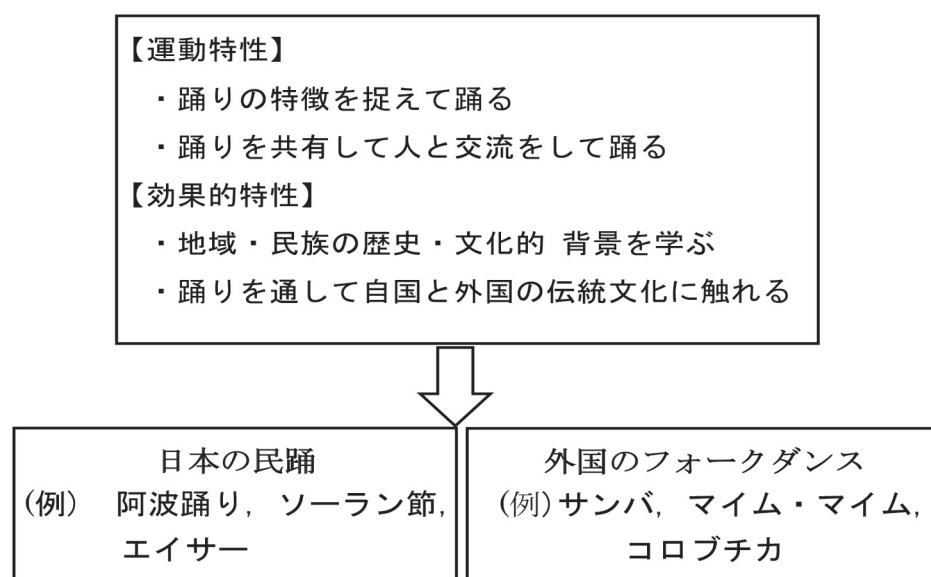 【運動特性】
・踊りの特徴を捉えて踊る
・踊りを共有して人と交流をして踊る
【効果的特性】
・地域・民族の歴史・文化的 背景を学ぶ
・踊りを通して自国と外国の伝統文化に触れる
日本の民踊
(例) 阿波踊り, ソーラン節,
エイサー
外国のフォークダンス
(例)サンバ, マイム・マイム,
コロブチカ